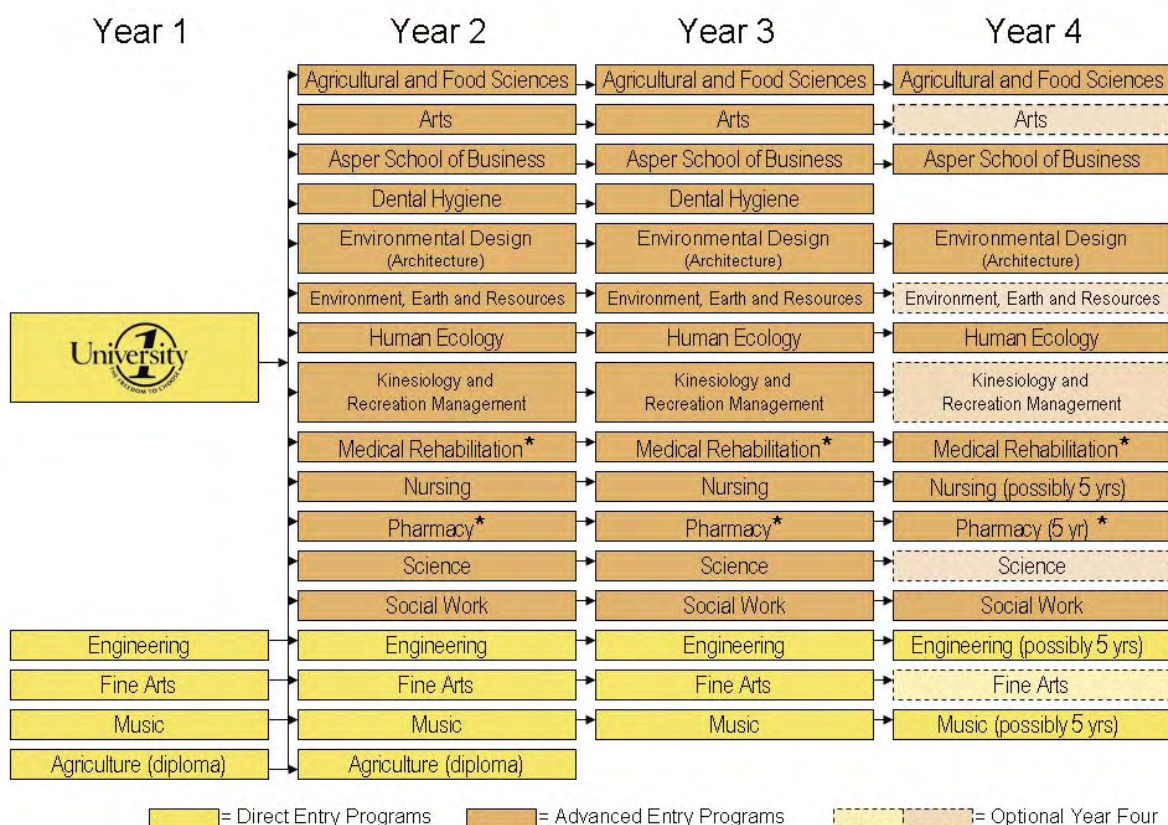 Year 1 Year 2 Year 3 Year 4
Agricultural and Food Sciences Agricultural and Food Sciences Agricultural and Food Sciences
Arts Arts Arts
Asper School of Business Asper School of Business Asper School of Business
Dental Hygiene Dental Hygiene
Environmental Design Environmental Design Environmental Design
(Architecture) (Architecture) (Architecture)
Environment, Earth and Resources Environment, Earth and Resources Environment, Earth and Resources
Human Ecology Human Ecology Human Ecology
University
1
THE FREEDOM TO CHOOSE
Kinesiology and Kinesiology and Kinesiology and
Recreation Management Recreation Management Recreation Management
Medical Rehabilitation* Medical Rehabilitation* Medical Rehabilitation*
Nursing Nursing Nursing (possibly 5 yrs)
Pharmacy* Pharmacy* Pharmacy (5 yr) *
Science Science Science
Social Work Social Work Social Work
Engineering Engineering Engineering Engineering (possibly 5 yrs)
Fine Arts Fine Arts Fine Arts Fine Arts
Music Music Music Music (possibly 5 yrs)
Agriculture (diploma) Agriculture (diploma)
= Direct Entry Programs = Advanced Entry Programs = Optional Year Four